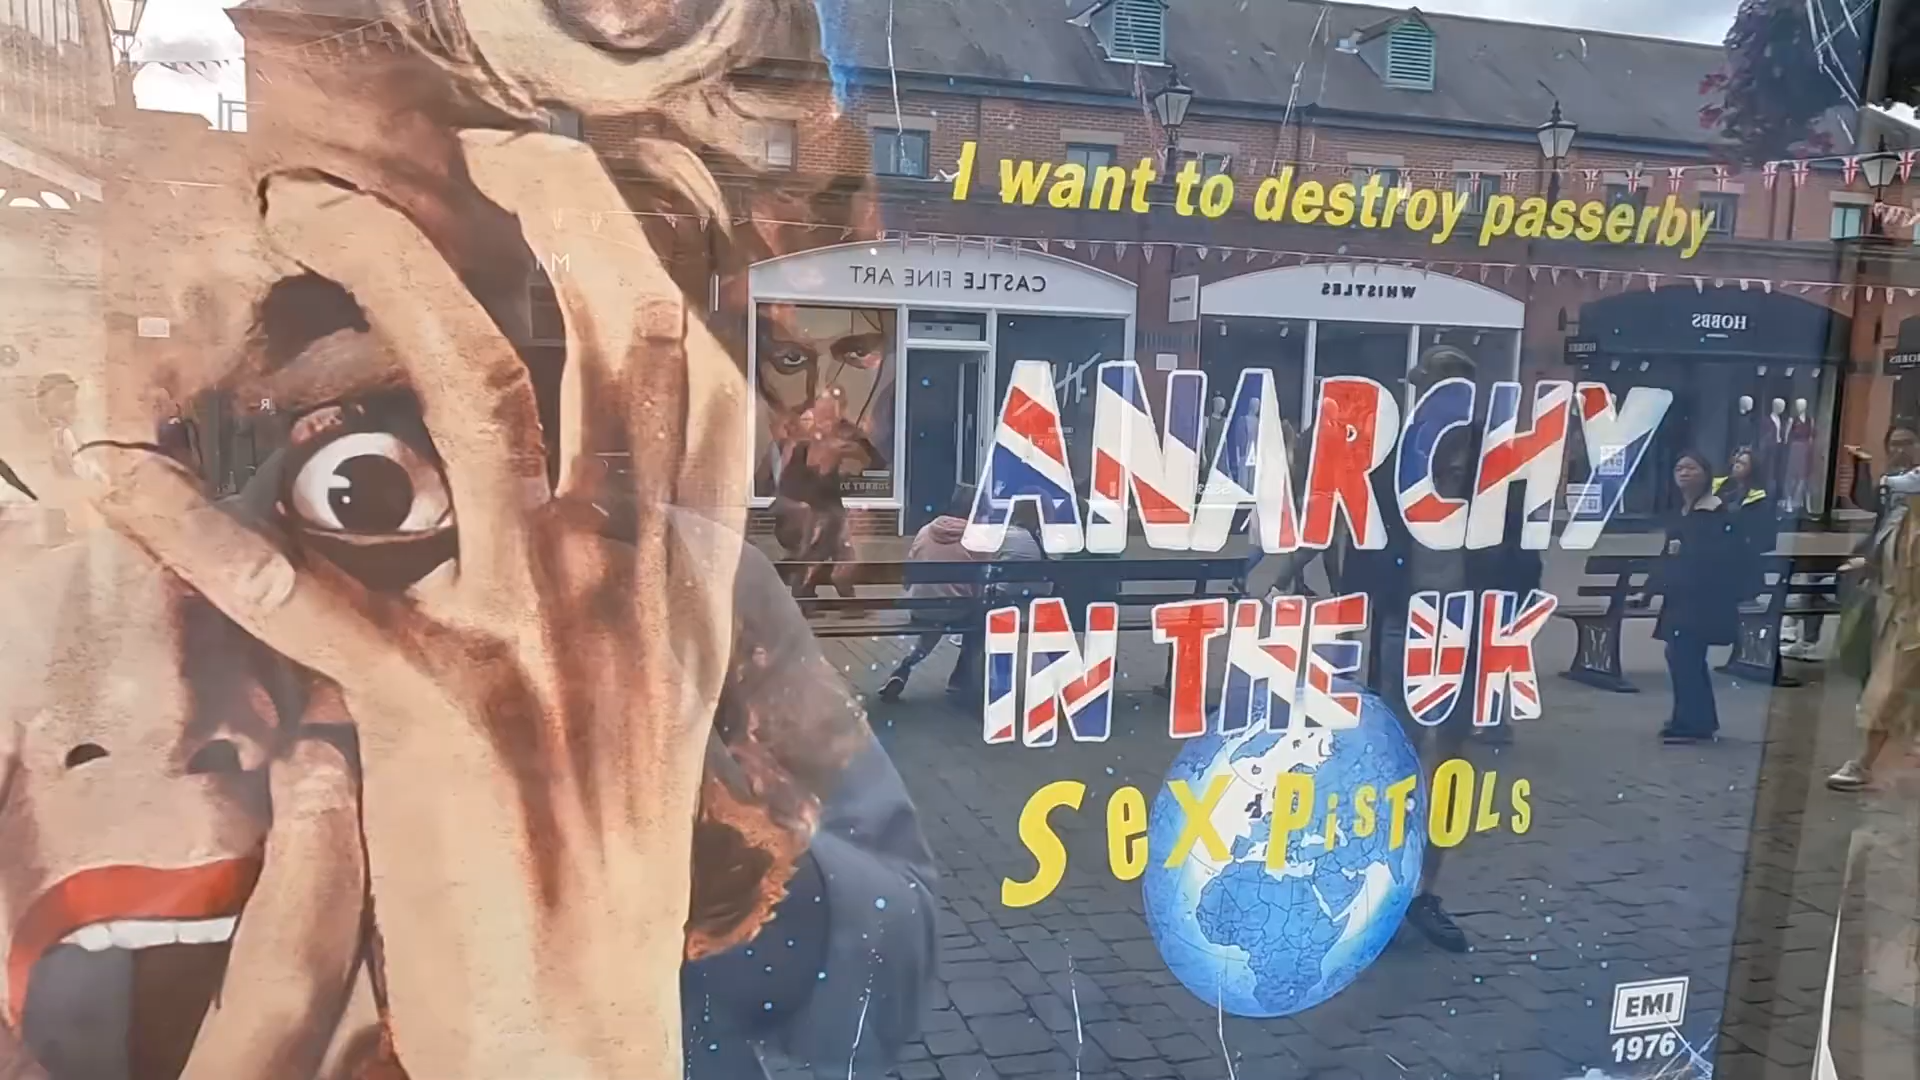 I want to destroy passerby
CASTLE FINE ART
WHISTLES
HOBBS
ANARCHY
IN THE UK
Sex PiSTOLS
EMI
1976